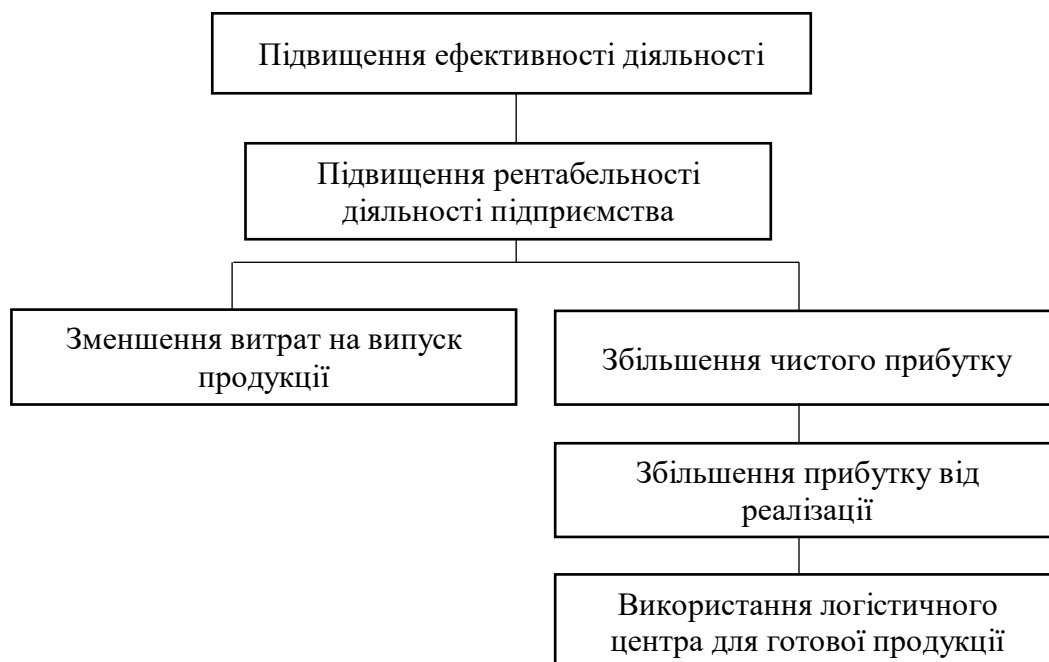 Підвищення ефективності діяльності
Підвищення рентабельності
діяльності підприємства
Зменшення витрат на випуск
продукції
Збільшення чистого прибутку
Збільшення прибутку від
реалізації
Використання логістичного
центра для готової продукції